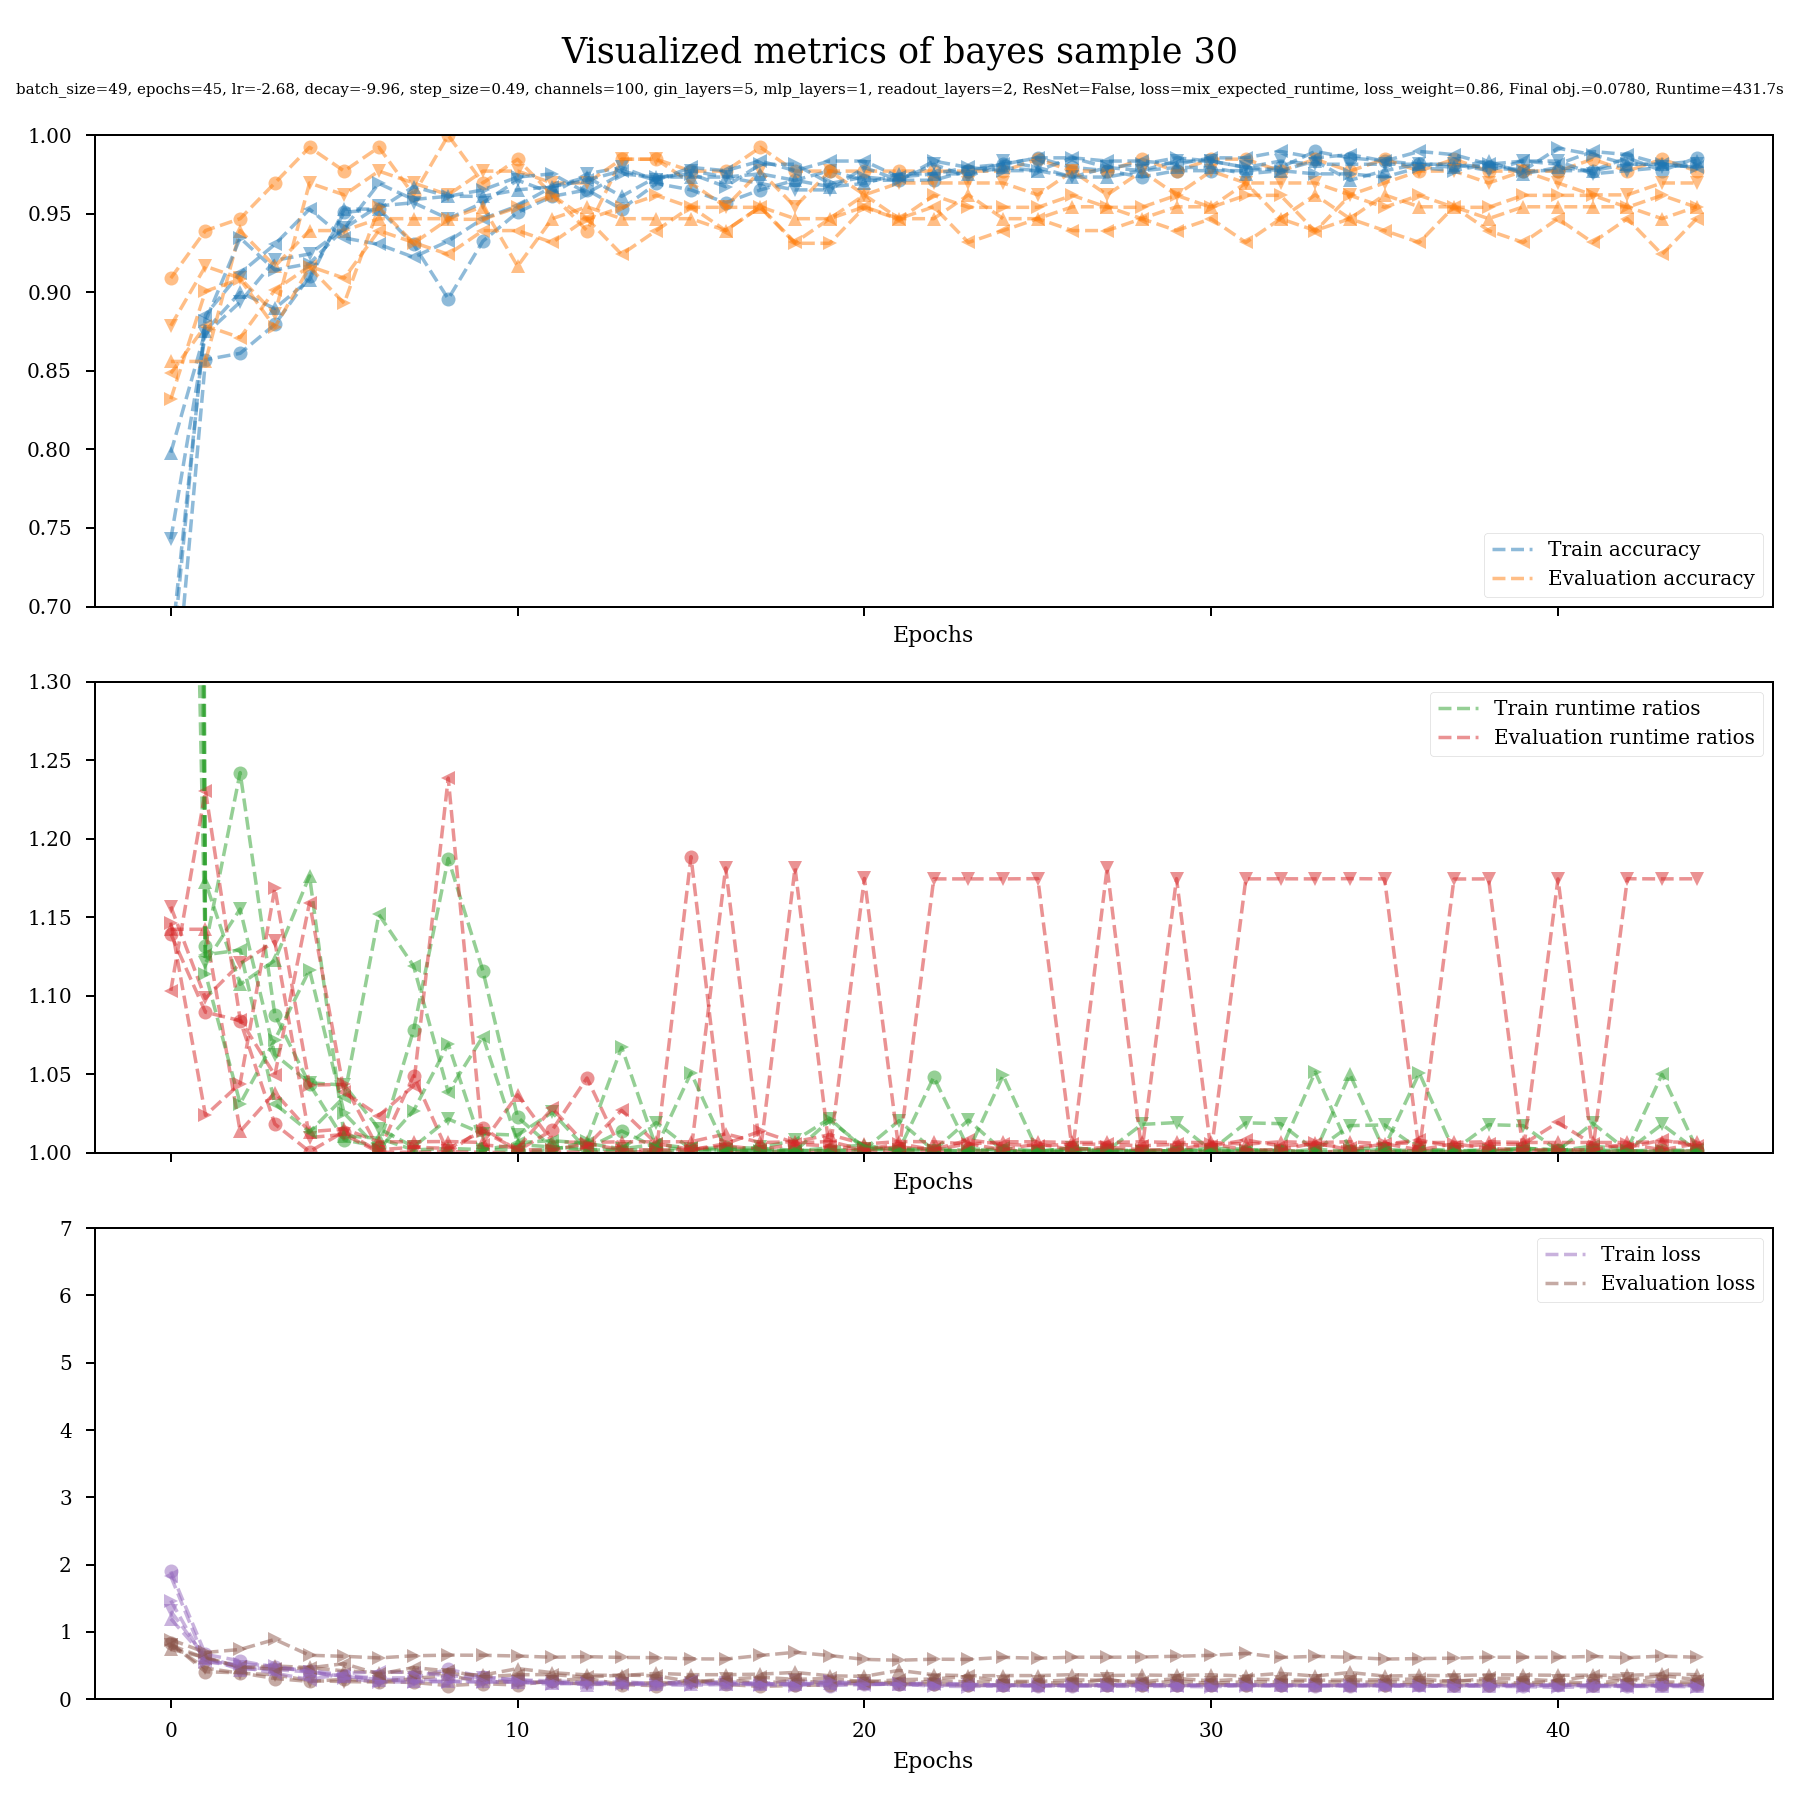 Visualized metrics of bayes sample 30
batch_size=49, epochs=45, lr=-2.68, decay=-9.96, step_size=0.49, channels=100, gin_layers=5, mlp_layers=1, readout_layers=2, ResNet=False, loss=mix_expected_runtime, loss_weight=0.86, Final obj.=0.0780, Runtime=431.7s
1.00
0.95
0.90
0.85
0.80
0.75
0.70
Train accuracy
Evaluation accuracy
Epochs
1.30
1.25
1.20
1.15
1.10
1.05
1.00
Train runtime ratios
Evaluation runtime ratios
Epochs
7
6
5
4
3
2
1
0
Train loss
Evaluation loss
0 10 20 30 40
Epochs